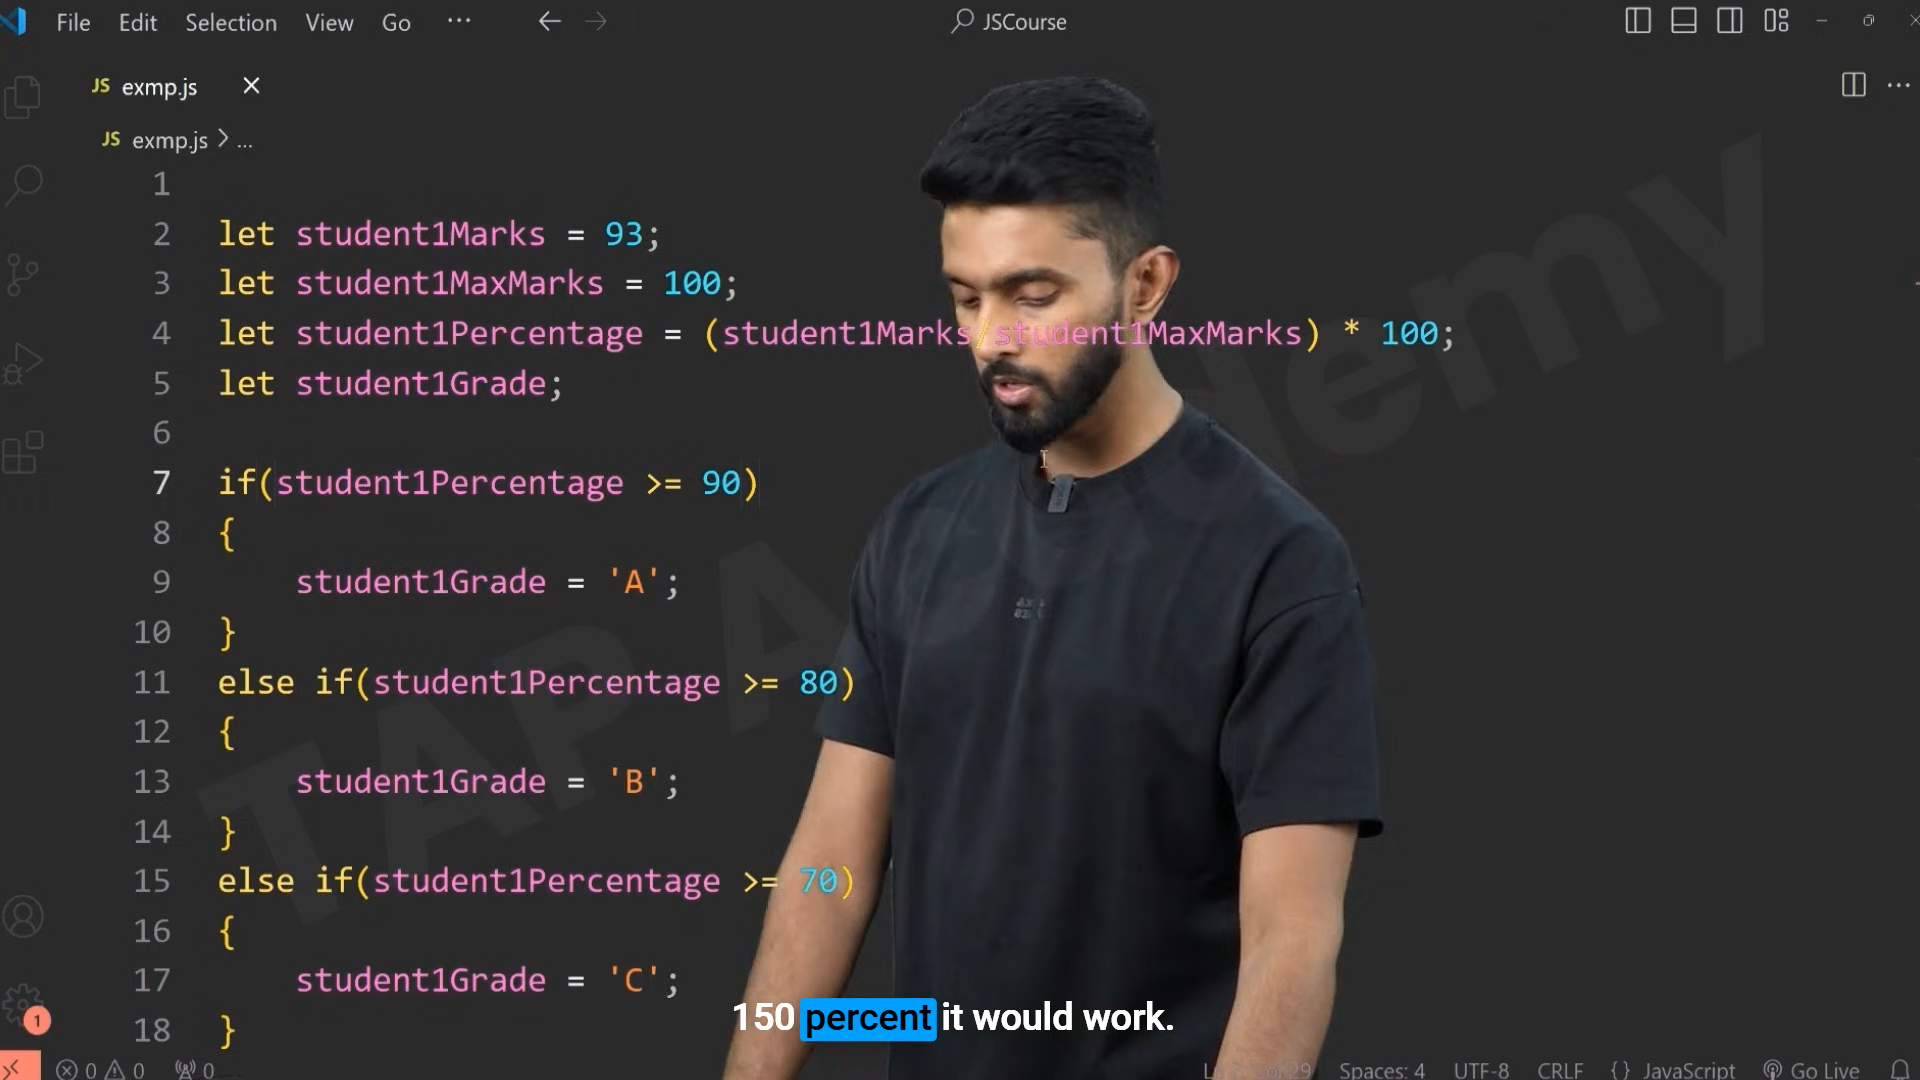 File Edit Selection View Go ··· JSCourse
JS exmp.js
JS exmp.js > ...
1
2 let student1Marks = 93;
3 let student1MaxMarks = 100;
4 let student1Percentage = (student1Marks/student1MaxMarks) * 100;
5 let student1Grade;
6
7 if(student1Percentage >= 90)
8 {
9 student1Grade = 'A';
10 }
11 else if(student1Percentage >= 80)
12 {
13 student1Grade = 'B';
14 }
15 else if(student1Percentage >= 70)
16 {
17 student1Grade = 'C';
18 }
TAP Academy
150 percent it would work.
1
0 0 0 Spaces: 4 UTF-8 CRLF {} JavaScript Go Live